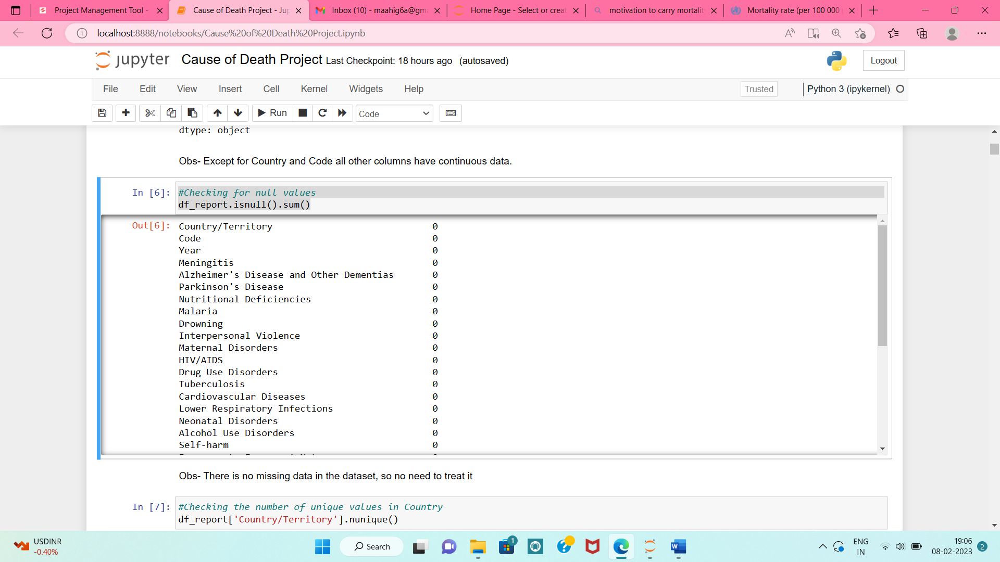 Project Management Tool -
Cause of Death Project - Jup
Inbox (10) - maahig6a@gm
Home Page - Select or creat
motivation to carry mortalit
Mortality rate (per 100 000
localhost:8888/notebooks/Cause%20of%20Death%20Project.ipynb
jupyter Cause of Death Project Last Checkpoint: 18 hours ago (autosaved)
Logout
File Edit View Insert Cell Kernel Widgets Help
Trusted
Python 3 (ipykernel)
Run
Code
dtype: object
Obs- Except for Country and Code all other columns have continuous data.
In [6]: #Checking for null values
df_report.isnull().sum()
Out[6]: Country/Territory 0
Code 0
Year 0
Meningitis 0
Alzheimer's Disease and Other Dementias 0
Parkinson's Disease 0
Nutritional Deficiencies 0
Malaria 0
Drowning 0
Interpersonal Violence 0
Maternal Disorders 0
HIV/AIDS 0
Drug Use Disorders 0
Tuberculosis 0
Cardiovascular Diseases 0
Lower Respiratory Infections 0
Neonatal Disorders 0
Alcohol Use Disorders 0
Self-harm 0
Obs- There is no missing data in the dataset, so no need to treat it
In [7]: #Checking the number of unique values in Country
df_report['Country/Territory'].nunique()
USDINR
-0.40%
Search
1
ENG
IN
19:06
08-02-2023
2